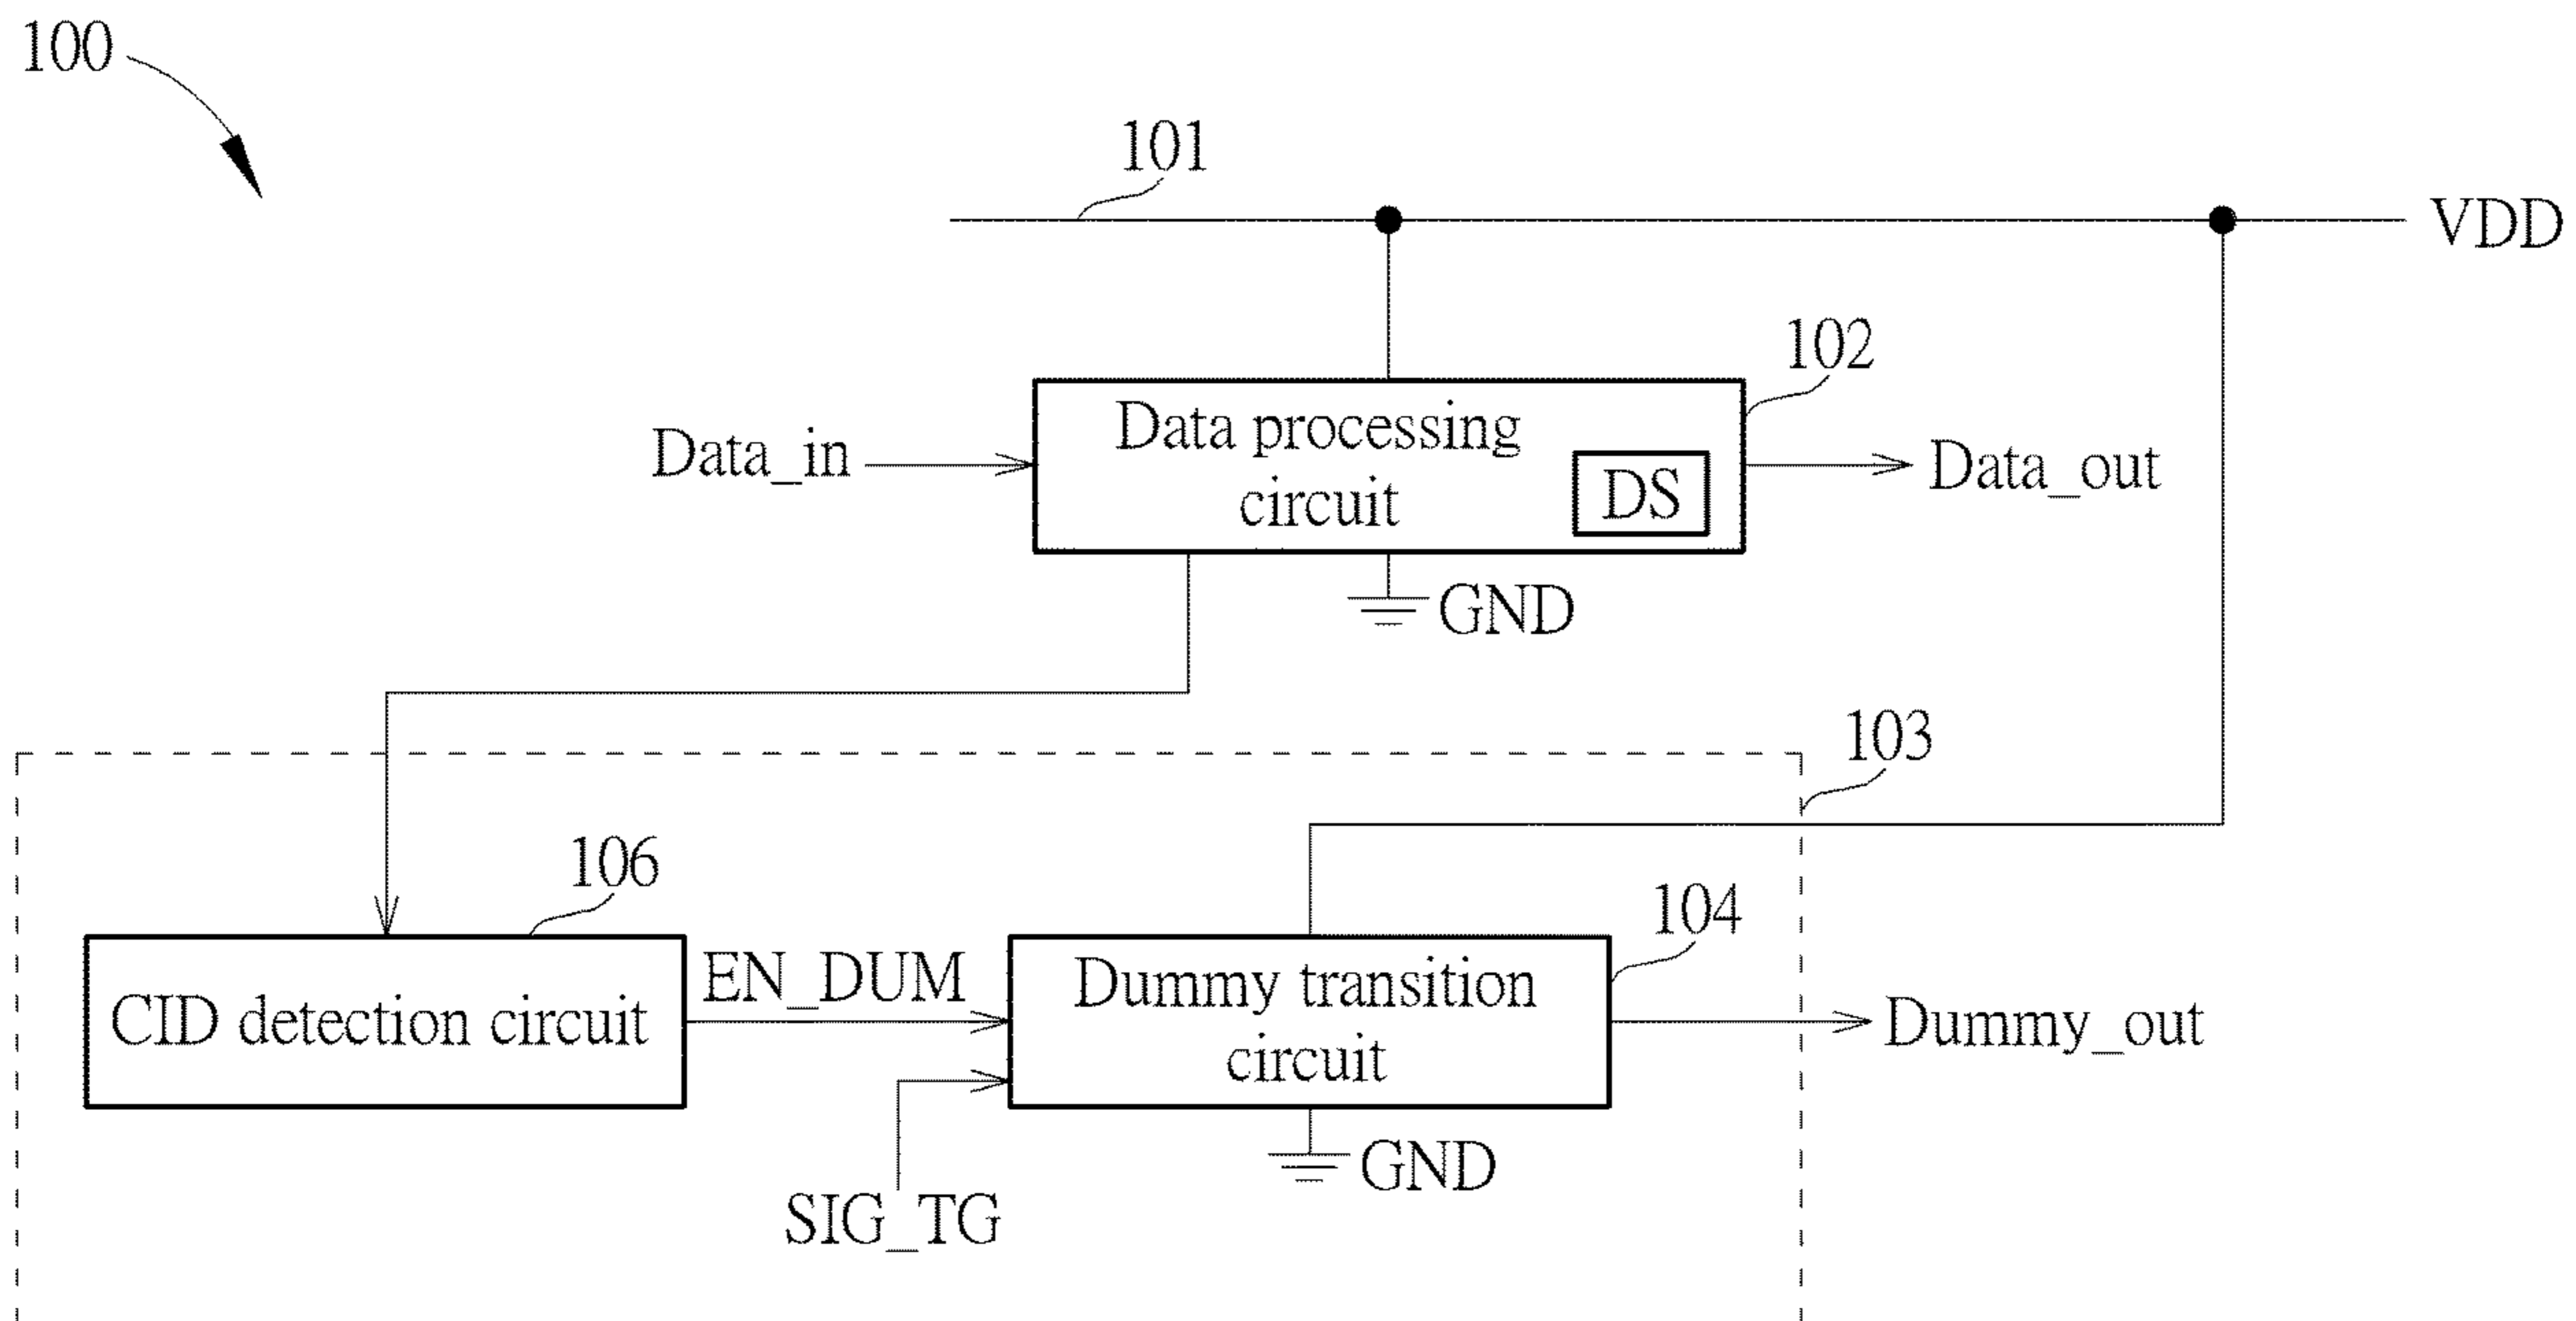 100
101
VDD
102
Data processing
circuit
DS
Data_in
Data_out
GND
103
106
104
CID detection circuit
EN_DUM
Dummy transition
circuit
Dummy_out
GND
SIG_TG